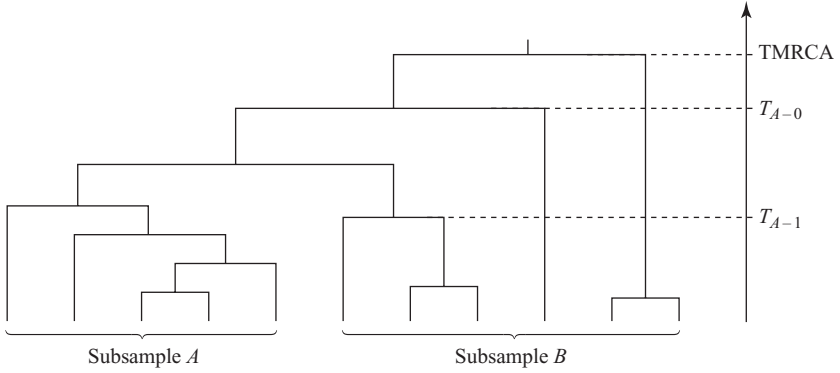 TMRCA
T_{A−0}
T_{A−1}
Subsample A
Subsample B